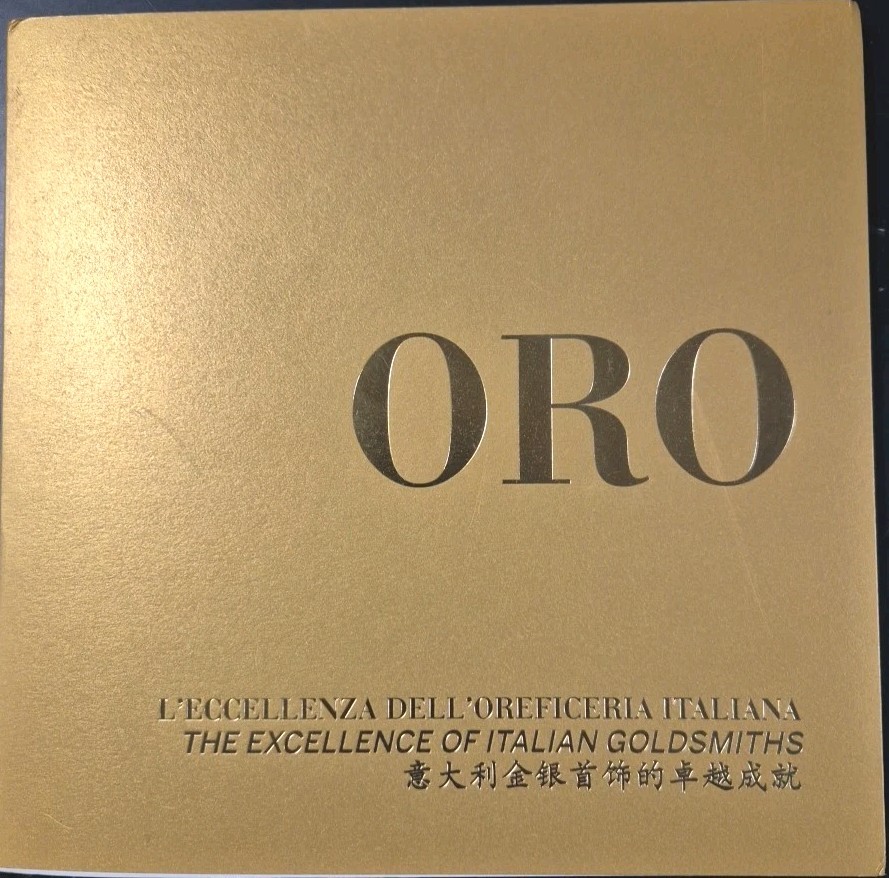 ORO
L'ECCELLENZA DELL'OREFICERIA ITALIANA
THE EXCELLENCE OF ITALIAN GOLDSMITHS
意大利金银首饰的卓越成就